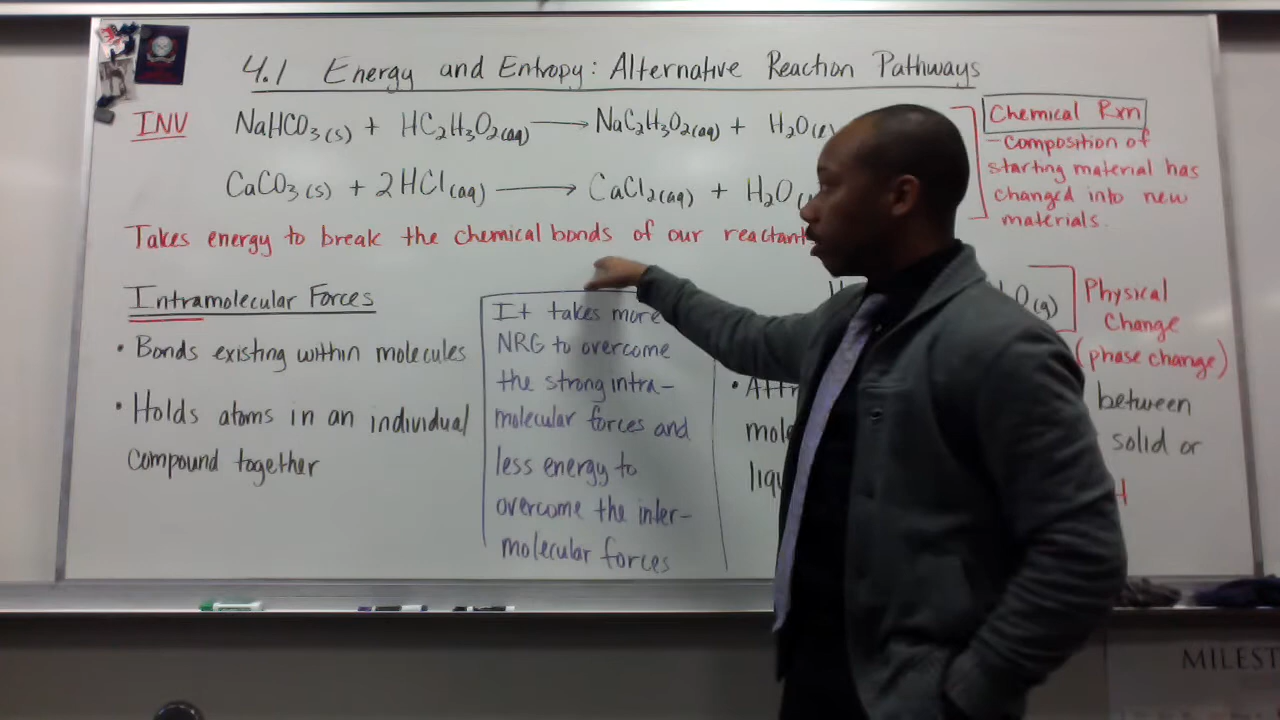 4.1 Energy and Entropy: Alternative Reaction Pathways
INV
NaHCO3(s) + HC2H3O2(aq) → NaC2H3O2(aq) + H2O(l)
CaCO3(s) + 2HCl(aq) → CaCl2(aq) + H2O(
Takes energy to break the chemical bonds of our reactant
Chemical Rxn
-composition of
starting material has
changed into new
materials.
Intramolecular Forces
• Bonds existing within molecules
• Holds atoms in an individual
compound together
It takes more
NRG to overcome
the strong intra-
molecular forces and
less energy to
overcome the inter-
molecular forces
O(g)
Physical
Change
(phase change)
• Attr
between
mole
solid or
liqu
MILEST